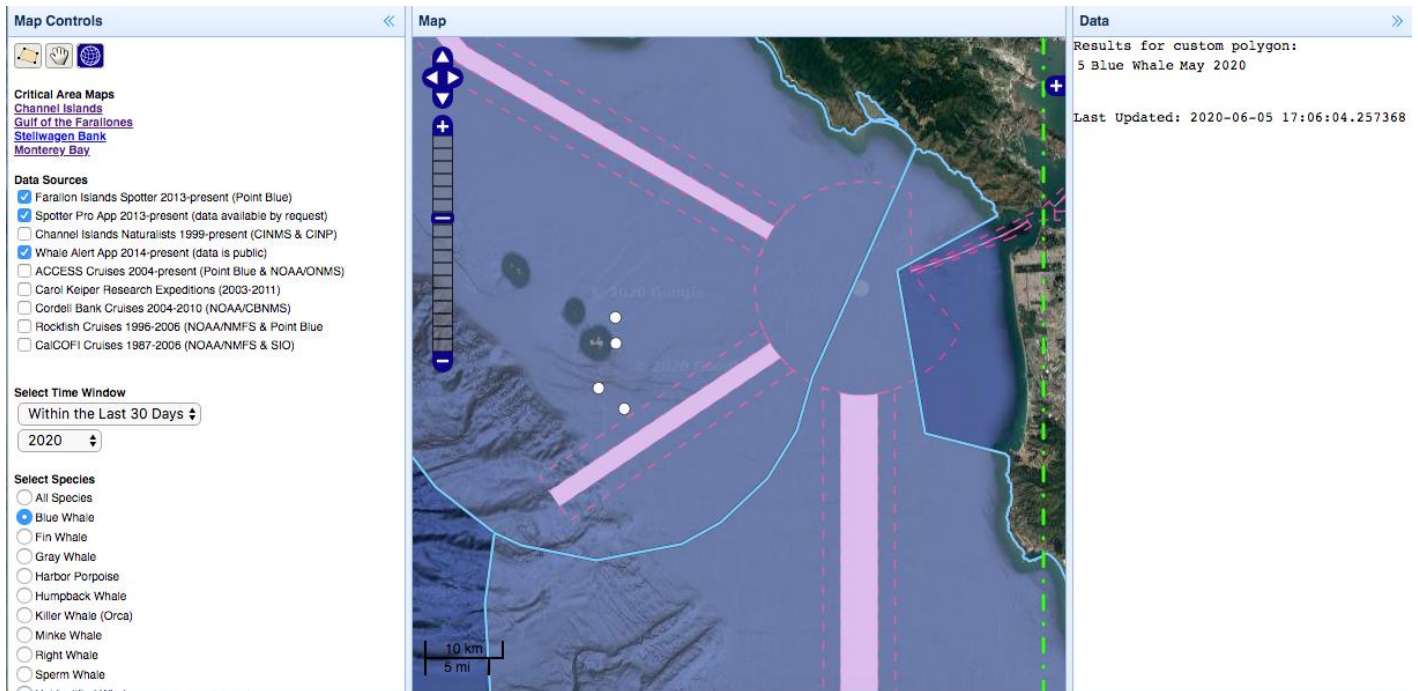 Map Controls
Critical Area Maps
Channel Islands
Gulf of the Farallones
Stellwagen Bank
Monterey Bay
Data Sources
Farallon Islands Spotter 2013-present (Point Blue)
Spotter Pro App 2013-present (data available by request)
Channel Islands Naturalists 1999-present (CINMS & CINP)
Whale Alert App 2014-present (data is public)
ACCESS Cruises 2004-present (Point Blue & NOAA/ONMS)
Carol Keiper Research Expeditions (2003-2011)
Cordell Bank Cruises 2004-2010 (NOAA/CBNMS)
Rockfish Cruises 1996-2006 (NOAA/NMFS & Point Blue
CalCOFI Cruises 1987-2006 (NOAA/NMFS & SIO)
Select Time Window
Within the Last 30 Days
2020
Select Species
All Species
Blue Whale
Fin Whale
Gray Whale
Harbor Porpoise
Humpback Whale
Killer Whale (Orca)
Minke Whale
Right Whale
Sperm Whale
Map
© 2020 Google
© 2020 Go
10 km
5 mi
Data
Results for custom polygon:
5 Blue Whale May 2020
Last Updated: 2020-06-05 17:06:04.257368